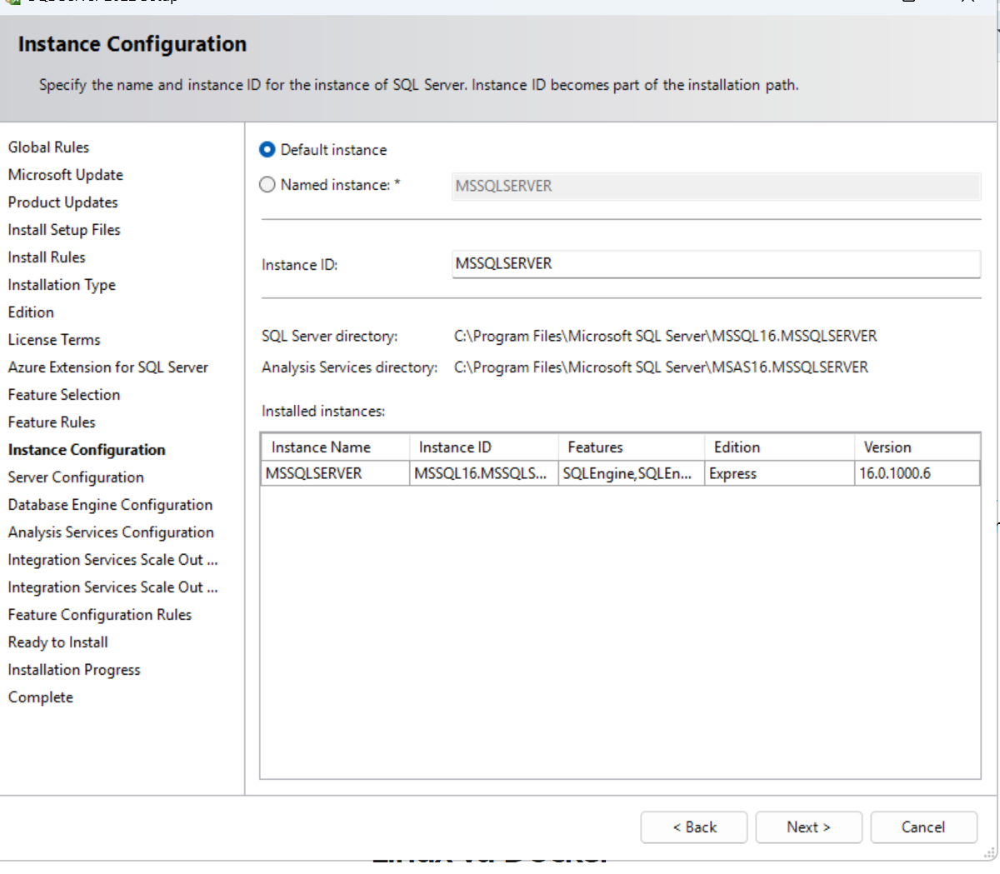 Instance Configuration
Specify the name and instance ID for the instance of SQL Server. Instance ID becomes part of the installation path.
Global Rules
Microsoft Update
Product Updates
Install Setup Files
Install Rules
Installation Type
Edition
License Terms
Azure Extension for SQL Server
Feature Selection
Feature Rules
Instance Configuration
Server Configuration
Database Engine Configuration
Analysis Services Configuration
Integration Services Scale Out ...
Integration Services Scale Out ...
Feature Configuration Rules
Ready to Install
Installation Progress
Complete
Default instance
Named instance: * MSSQLSERVER
Instance ID: MSSQLSERVER
SQL Server directory: C:\Program Files\Microsoft SQL Server\MSSQL16.MSSQLSERVER
Analysis Services directory: C:\Program Files\Microsoft SQL Server\MSAS16.MSSQLSERVER
Installed instances:
Instance Name Instance ID Features Edition Version
MSSQLSERVER MSSQL16.MSSQLS... SQLEngine,SQLEn... Express 16.0.1000.6
< Back Next > Cancel